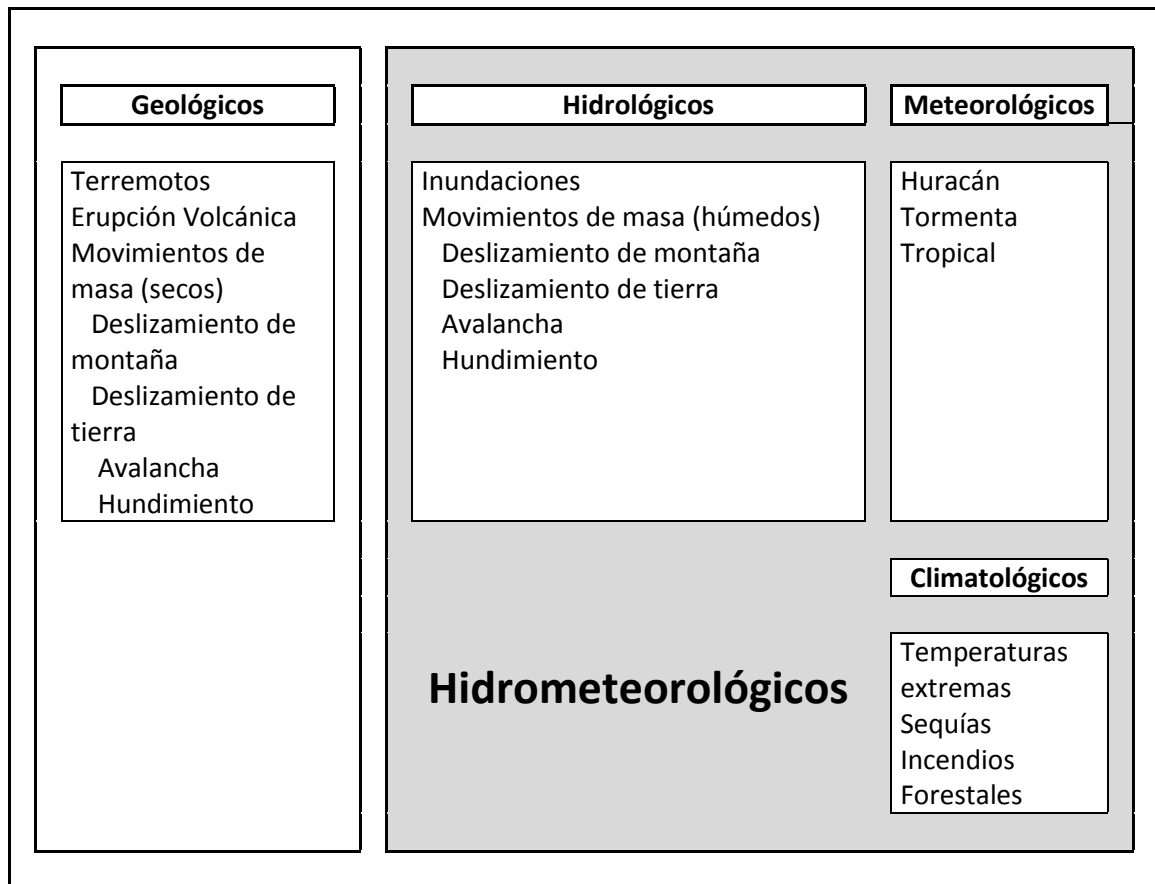 Geológicos
Terremotos
Erupción Volcánica
Movimientos de
masa (secos)
Deslizamiento de
montaña
Deslizamiento de
tierra
Avalancha
Hundimiento
Hidrológicos
Inundaciones
Movimientos de masa (húmedos)
Deslizamiento de montaña
Deslizamiento de tierra
Avalancha
Hundimiento
Meteorológicos
Huracán
Tormenta
Tropical
Climatológicos
Temperaturas
extremas
Sequías
Incendios
Forestales
Hidrometeorológicos